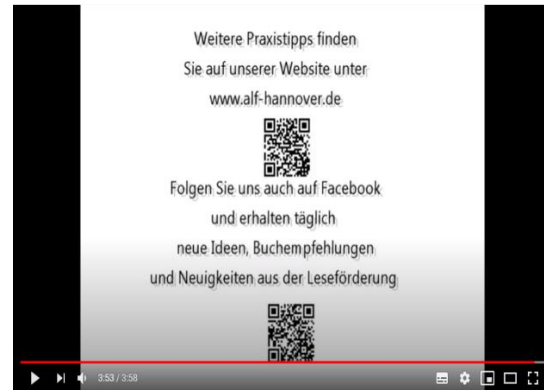 Weitere Praxistipps finden
Sie auf unserer Website unter
www.alf-hannover.de
Folgen Sie uns auch auf Facebook
und erhalten täglich
neue Ideen, Buchempfehlungen
und Neuigkeiten aus der Leseförderung
3:53 / 3:58